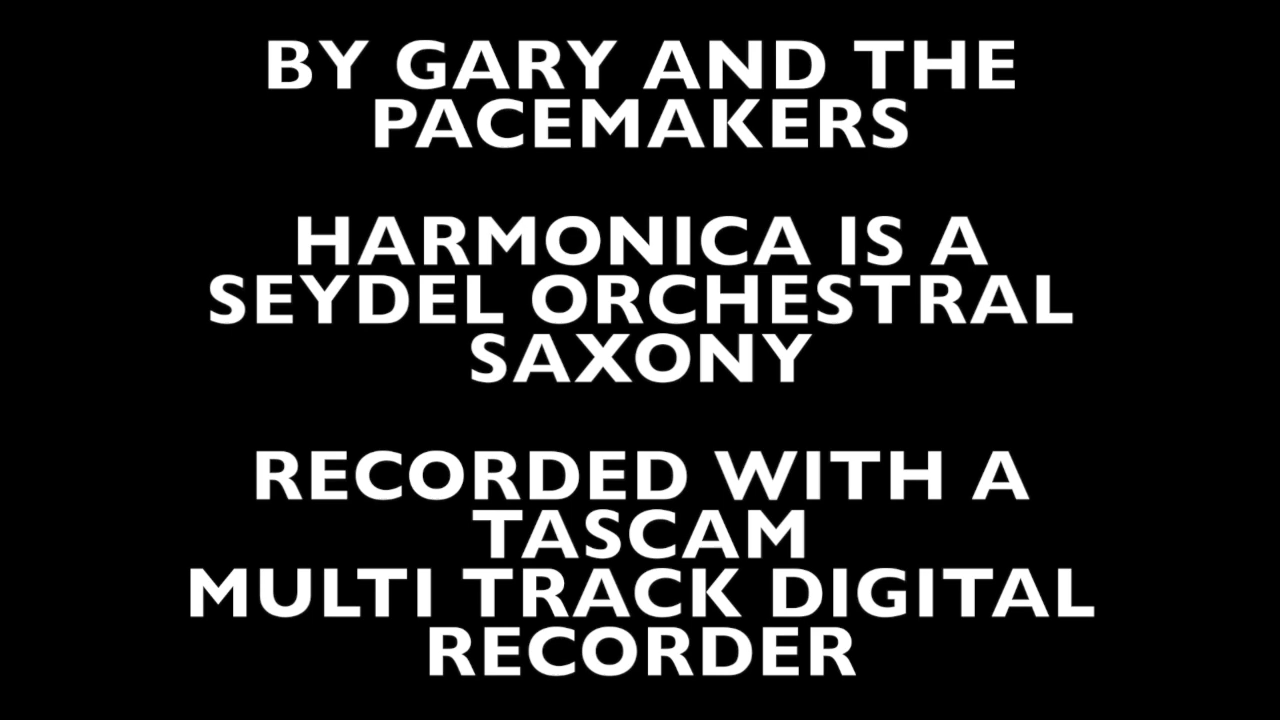 BY GARY AND THE
PACEMAKERS
HARMONICA IS A
SEYDEL ORCHESTRAL
SAXONY
RECORDED WITH A
TASCAM
MULTI TRACK DIGITAL
RECORDER